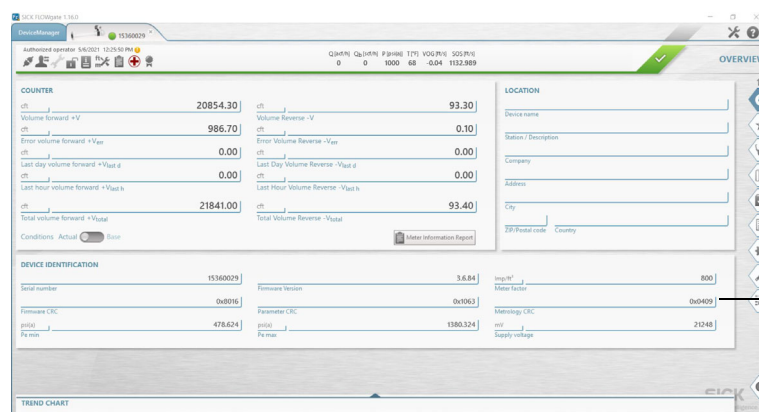 SICK FLOWgate 1.16.0
DeviceManager 15360029
Authorized operator 5/6/2021 12:25:50 PM
Q [acf/h] Qb [scf/h] P [psi(a)] T [°F] VOG [ft/s] SOS [ft/s]
0 0 1000 68 -0.04 1132.989
OVERVIEW
COUNTER
cft 20854.30 cft 93.30
Volume forward +V Volume Reverse -V
cft 986.70 cft 0.10
Error volume forward +Verr Error Volume Reverse -Verr
cft 0.00 cft 0.00
Last day volume forward +Vlast d Last Day Volume Reverse -Vlast d
cft 0.00 cft 0.00
Last hour volume forward +Vlast h Last Hour Volume Reverse -Vlast h
cft 21841.00 cft 93.40
Total volume forward +Vtotal Total Volume Reverse -Vtotal
Conditions Actual Base Meter Information Report
LOCATION
Device name
Station / Description
Company
Address
City
ZIP/Postal code Country
DEVICE IDENTIFICATION
15360029 3.6.84 imp/ft³ 800
Serial number Firmware Version Meter factor
0x8016 0x1063 0x0409
Firmware CRC Parameter CRC Metrology CRC
psi(a) 478.624 psi(a) 1380.324 mV 21248
Pe min Pe max Supply voltage
SICK
TREND CHART